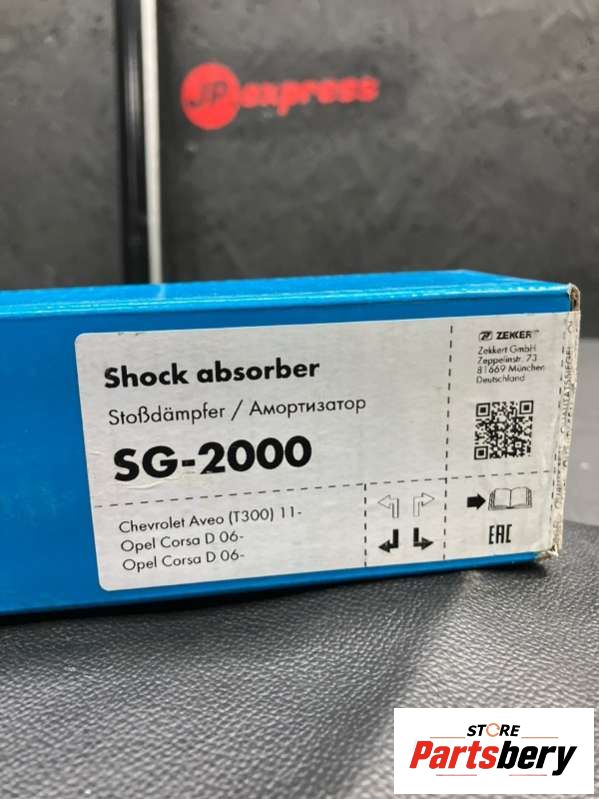 JP express
ZEKKERT
Zekkert GmbH
Zeppelinstr. 73
81669 München
Deutschland
Shock absorber
Stoßdämpfer / Амортизатор
SG-2000
Chevrolet Aveo (T300) 11-
Opel Corsa D 06-
Opel Corsa D 06-
EAC
STORE
Partsbery